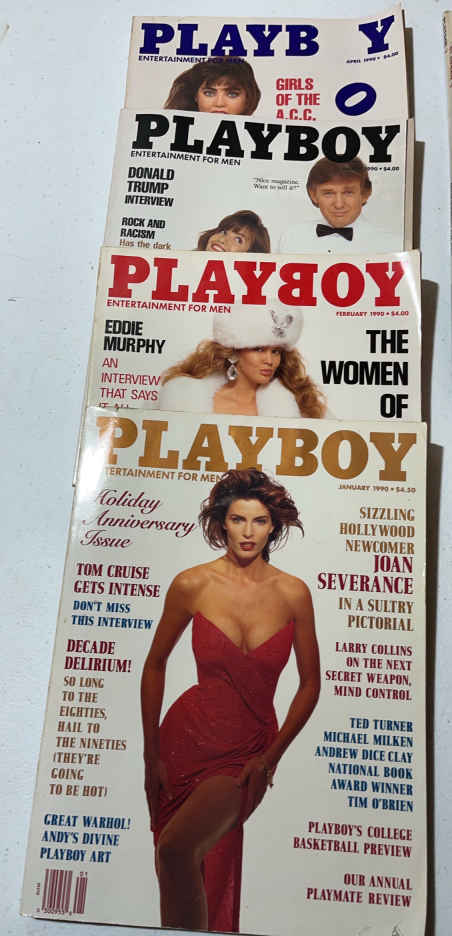 PLAYB Y
ENTERTAINMENT FOR MEN
APRIL 1990 • $4.00
O
GIRLS
OF THE
A.C.C.
PLAYBOY
ENTERTAINMENT FOR MEN
1990 • $4.00
DONALD
TRUMP
INTERVIEW
"Nice magazine.
Want to sell it?"
ROCK AND
RACISM
Has the dark
PLAYBOY
ENTERTAINMENT FOR MEN
FEBRUARY 1990 • $4.00
EDDIE
MURPHY
AN
INTERVIEW
THAT SAYS
THE
WOMEN
OF
PLAYBOY
TERTAINMENT FOR MEN
JANUARY 1990 • $4.50
Holiday
Anniversary
Issue
TOM CRUISE
GETS INTENSE
DON'T MISS
THIS INTERVIEW
DECADE
DELIRIUM!
SO LONG
TO THE
EIGHTIES,
HAIL TO
THE NINETIES
(THEY'RE
GOING
TO BE HOT)
GREAT WARHOL!
ANDY'S DIVINE
PLAYBOY ART
SIZZLING
HOLLYWOOD
NEWCOMER
JOAN
SEVERANCE
IN A SULTRY
PICTORIAL
LARRY COLLINS
ON THE NEXT
SECRET WEAPON,
MIND CONTROL
TED TURNER
MICHAEL MILKEN
ANDREW DICE CLAY
NATIONAL BOOK
AWARD WINNER
TIM O'BRIEN
PLAYBOY'S COLLEGE
BASKETBALL PREVIEW
OUR ANNUAL
PLAYMATE REVIEW
01